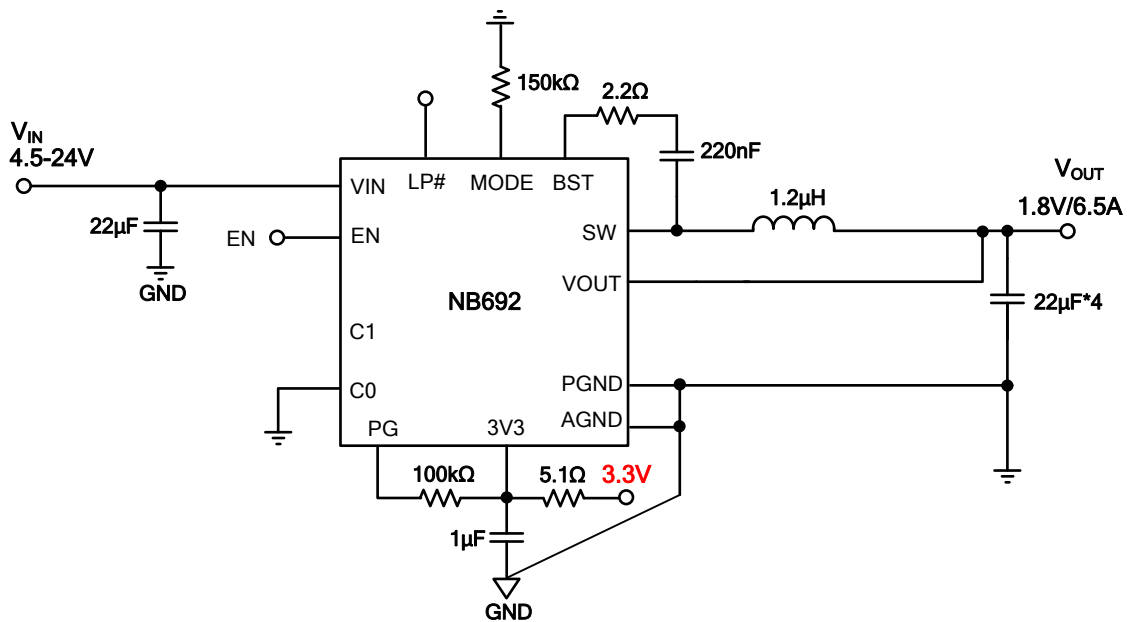 150kΩ
2.2Ω
220nF
V_IN
4.5-24V
22µF
GND
EN
VIN
LP#
MODE
BST
EN
SW
VOUT
NB692
C1
C0
PGND
AGND
PG
3V3
1.2µH
V_OUT
1.8V/6.5A
22µF*4
100kΩ
5.1Ω
3.3V
1µF
GND